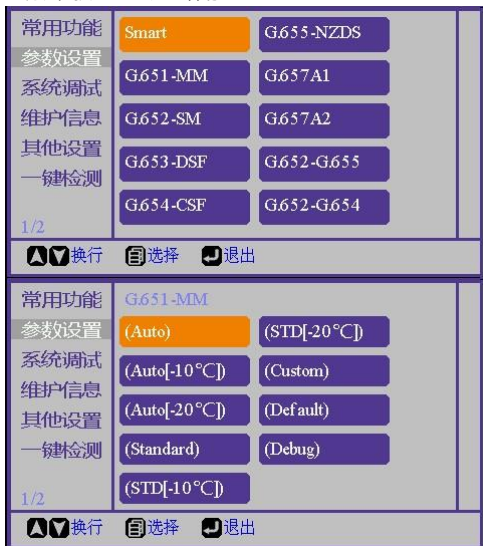 常用功能
参数设置
系统调试
维护信息
其他设置
一键检测
1/2
Smart
G.655-NZDS
G.651-MM
G.657A1
G.652-SM
G.657A2
G.653-DSF
G.652-G.655
G.654-CSF
G.652-G.654
换行 选择 退出
常用功能
参数设置
系统调试
维护信息
其他设置
一键检测
1/2
G.651-MM
(Auto)
(STD[-20°C])
(Auto[-10°C])
(Custom)
(Auto[-20°C])
(Default)
(Standard)
(Debug)
(STD[-10°C])
换行 选择 退出